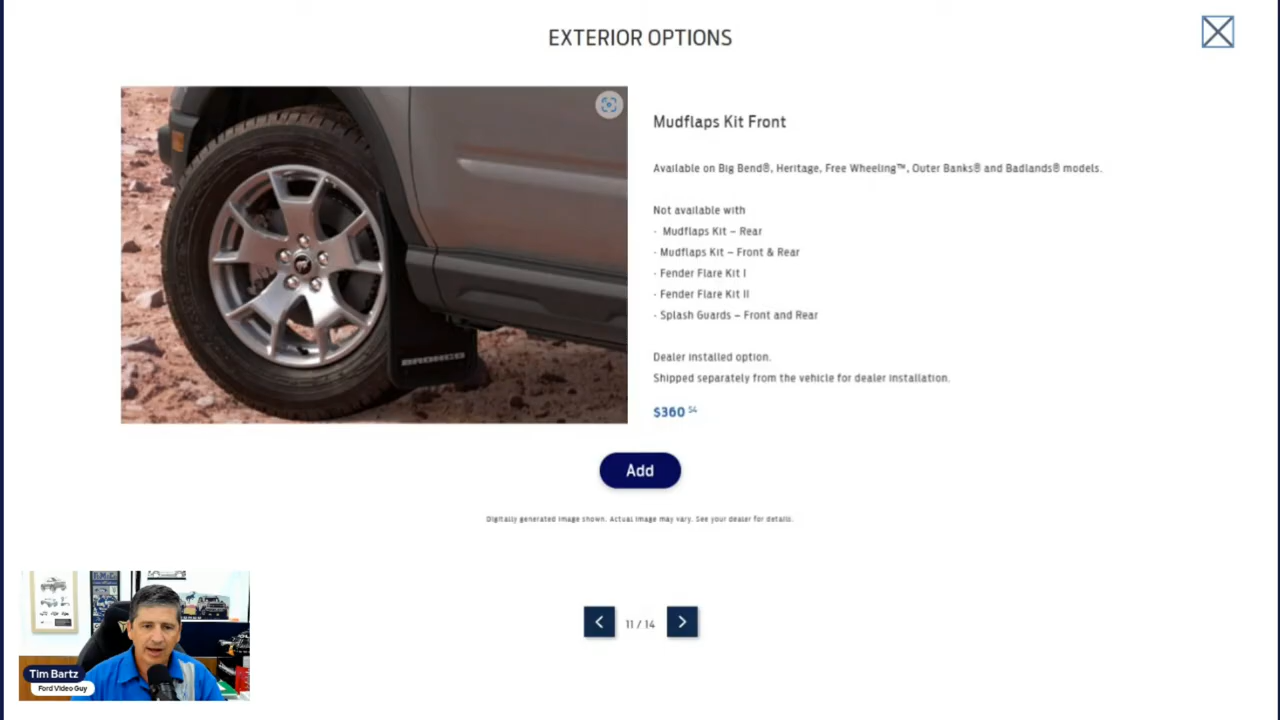 EXTERIOR OPTIONS
Mudflaps Kit Front
Available on Big Bend®, Heritage, Free Wheeling™, Outer Banks® and Badlands® models.
Not available with
· Mudflaps Kit – Rear
· Mudflaps Kit – Front & Rear
· Fender Flare Kit I
· Fender Flare Kit II
· Splash Guards – Front and Rear
Dealer installed option.
Shipped separately from the vehicle for dealer installation.
$360 54
BRONCO
Add
Digitally generated image shown. Actual image may vary. See your dealer for details.
11 / 14
Tim Bartz
Ford Video Guy